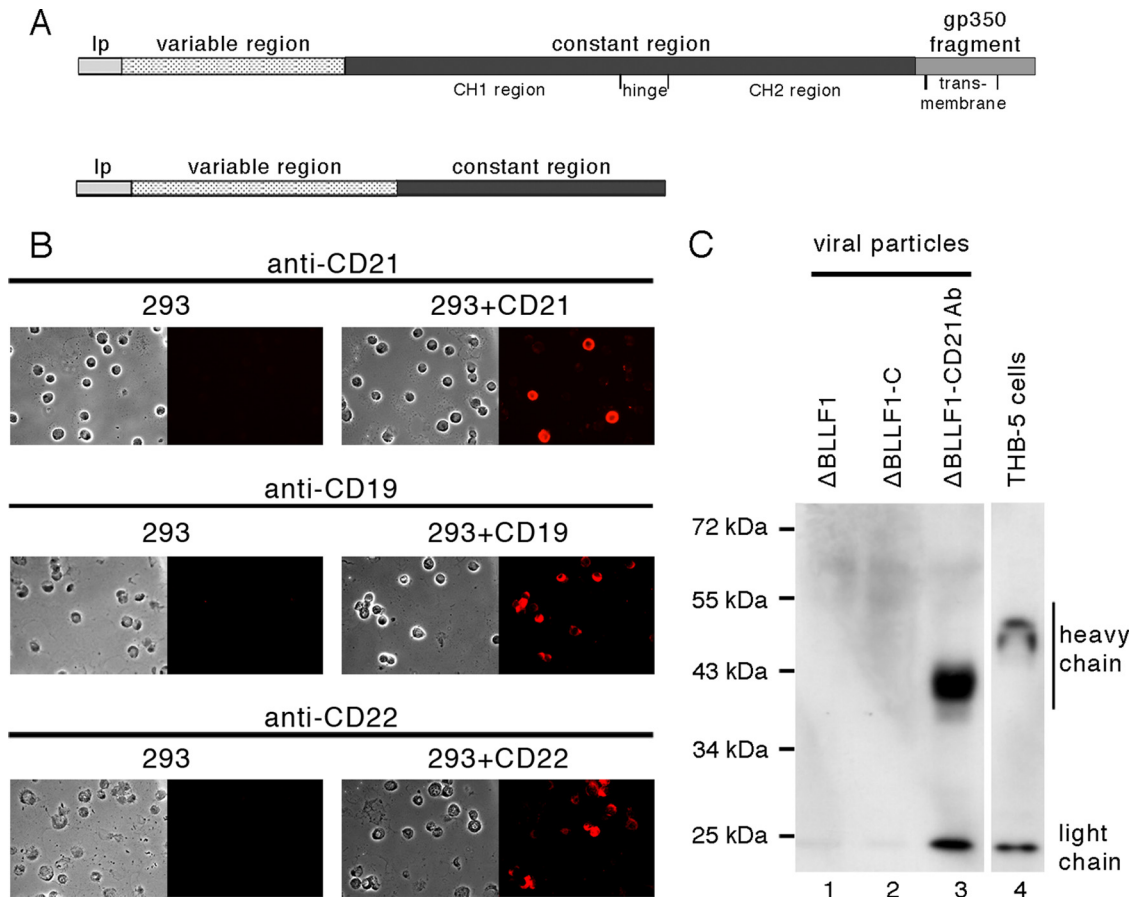 A
lp
variable region
constant region
gp350
fragment
CH1 region
hinge
CH2 region
trans-
membrane
lp
variable region
constant region
B
anti-CD21
293
293+CD21
anti-CD19
293
293+CD19
anti-CD22
293
293+CD22
C
viral particles
ΔBLLF1
ΔBLLF1-C
ΔBLLF1-CD21Ab
THB-5 cells
72 kDa
55 kDa
43 kDa
34 kDa
25 kDa
heavy
chain
light
chain
1 2 3 4